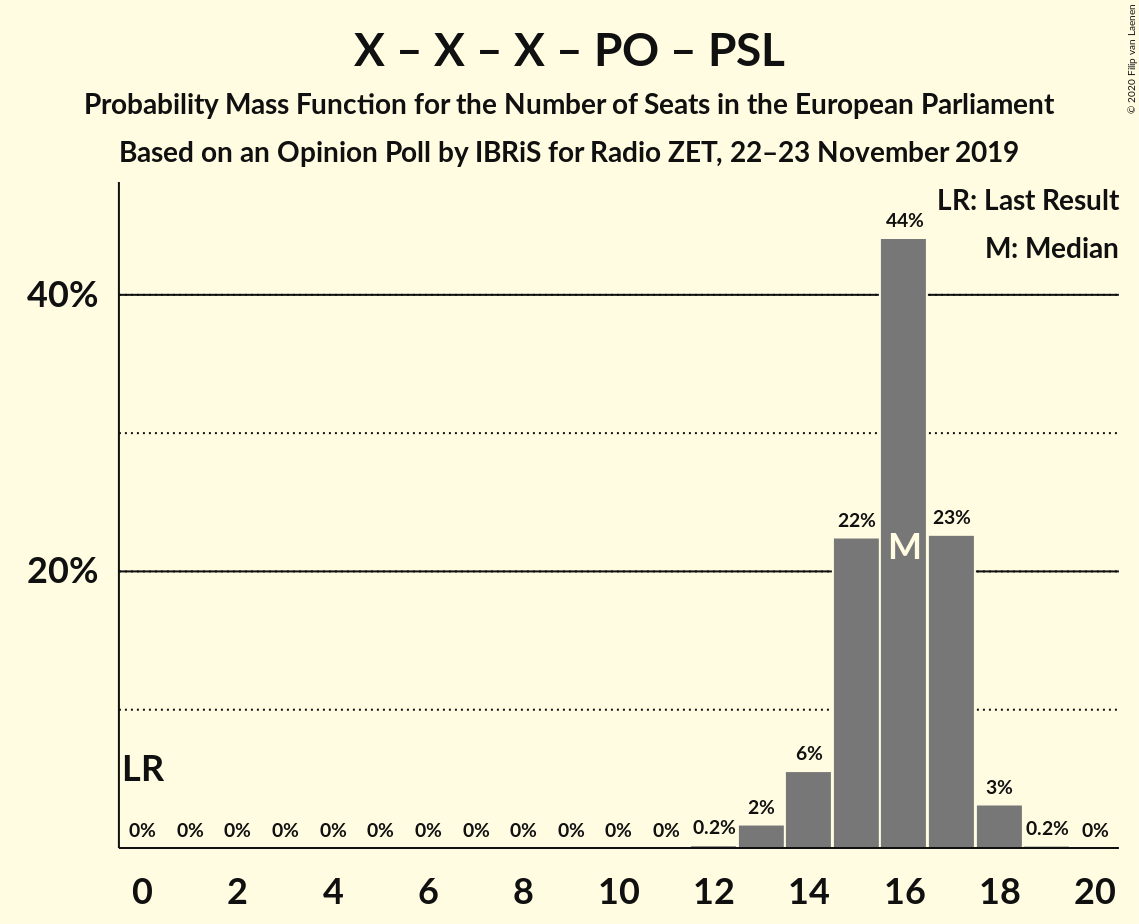 X – X – X – PO – PSL
Probability Mass Function for the Number of Seats in the European Parliament
Based on an Opinion Poll by IBRiS for Radio ZET, 22–23 November 2019
© 2020 Filip van Laenen
LR: Last Result
M: Median
44%
40%
22%
23%
M
20%
6%
LR
3%
2%
0% 0% 0% 0% 0% 0% 0% 0% 0% 0% 0% 0% 0.2% 0.2% 0%
0 2 4 6 8 10 12 14 16 18 20